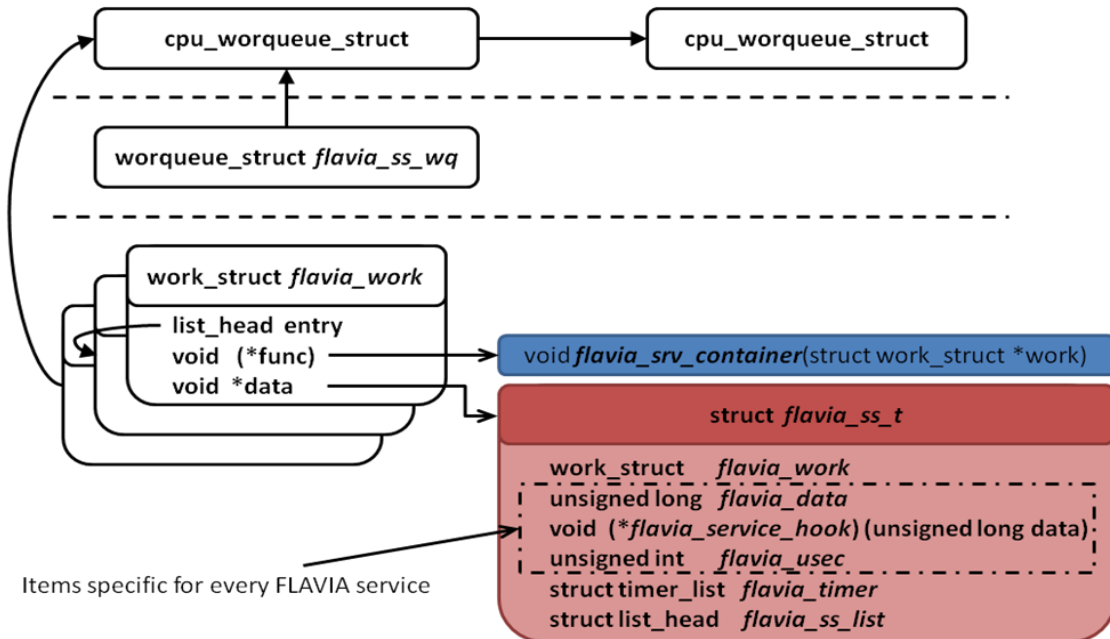 cpu_worqueue_struct
cpu_worqueue_struct
worqueue_struct flavia_ss_wq
work_struct flavia_work
list_head entry
void (*func)
void *data
void flavia_srv_container(struct work_struct *work)
struct flavia_ss_t
work_struct flavia_work
unsigned long flavia_data
void (*flavia_service_hook) (unsigned long data)
unsigned int flavia_usec
struct timer_list flavia_timer
struct list_head flavia_ss_list
Items specific for every FLAVIA service